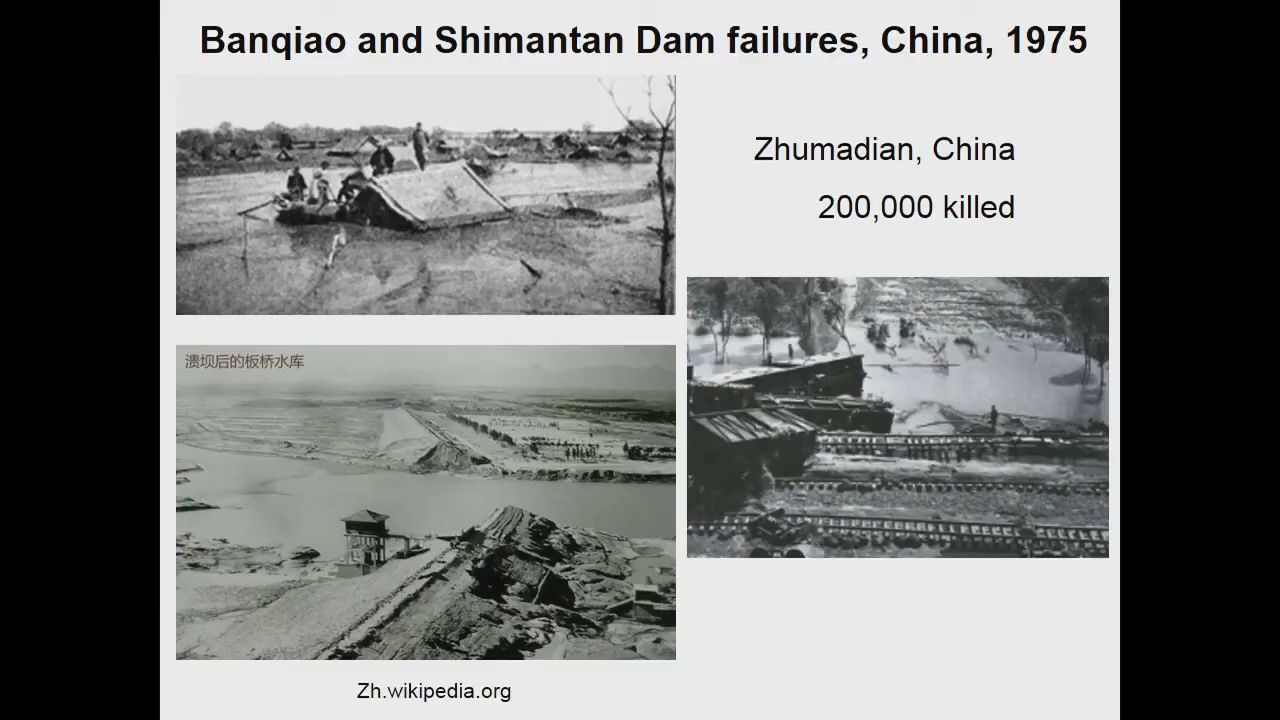 Banqiao and Shimantan Dam failures, China, 1975
Zhumadian, China
200,000 killed
溃坝后的板桥水库
Zh.wikipedia.org